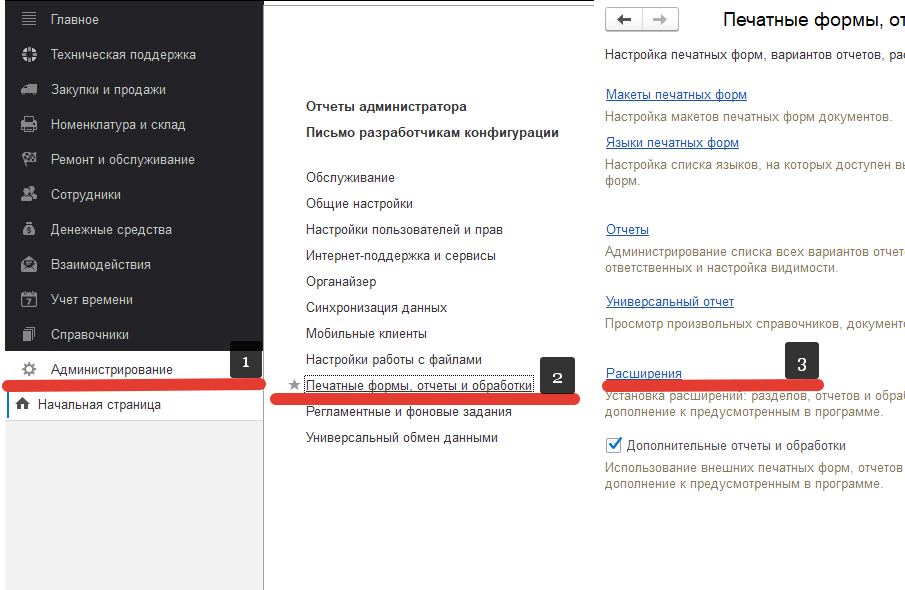 Главное
Техническая поддержка
Закупки и продажи
Номенклатура и склад
Ремонт и обслуживание
Сотрудники
Денежные средства
Взаимодействия
Учет времени
7
Справочники
Администрирование
1
Начальная страница
Отчеты администратора
Письмо разработчикам конфигурации
Обслуживание
Общие настройки
Настройки пользователей и прав
Интернет-поддержка и сервисы
Органайзер
Синхронизация данных
Мобильные клиенты
Настройки работы с файлами
Печатные формы, отчеты и обработки
2
Регламентные и фоновые задания
Универсальный обмен данными
Печатные формы, от
Настройка печатных форм, вариантов отчетов, рас
Макеты печатных форм
Настройка макетов печатных форм документов.
Языки печатных форм
Настройка списка языков, на которых доступен вы
форм.
Отчеты
Администрирование списка всех вариантов отчето
ответственных и настройка видимости.
Универсальный отчет
Просмотр произвольных справочников, документо
Расширения
3
Установка расширений: разделов, отчетов и обраб
дополнение к предусмотренным в программе.
Дополнительные отчеты и обработки
Использование внешних печатных форм, отчетов
дополнение к предусмотренным в программе.